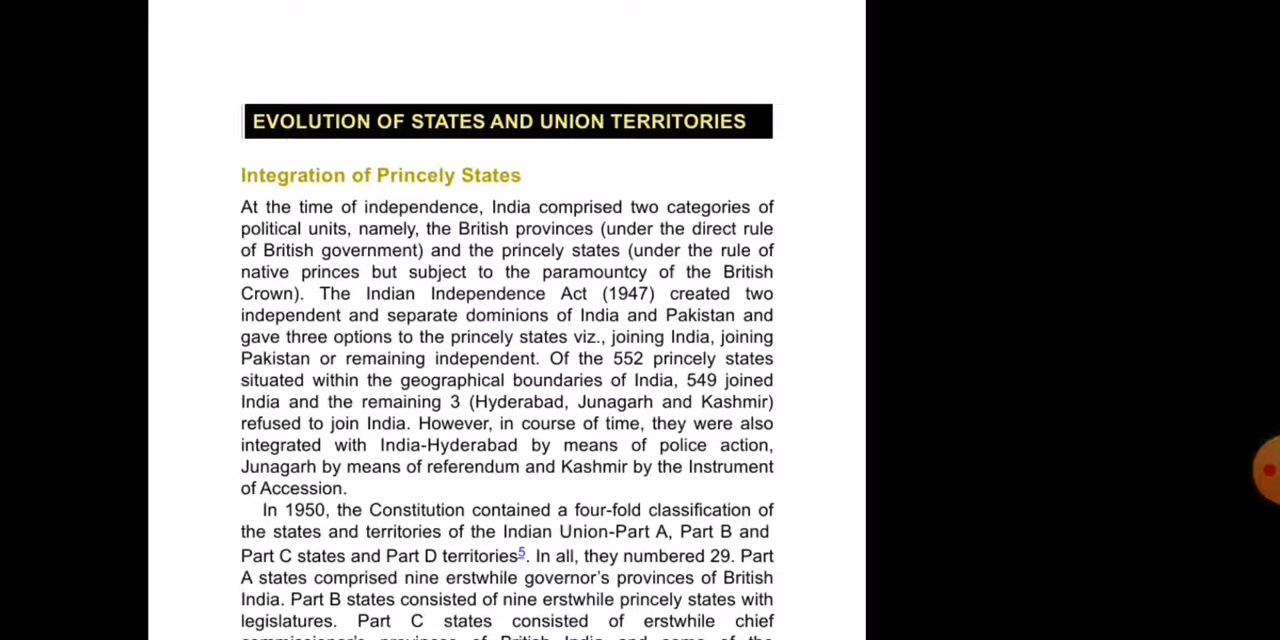 EVOLUTION OF STATES AND UNION TERRITORIES
Integration of Princely States
At the time of independence, India comprised two categories of
political units, namely, the British provinces (under the direct rule
of British government) and the princely states (under the rule of
native princes but subject to the paramountcy of the British
Crown). The Indian Independence Act (1947) created two
independent and separate dominions of India and Pakistan and
gave three options to the princely states viz., joining India, joining
Pakistan or remaining independent. Of the 552 princely states
situated within the geographical boundaries of India, 549 joined
India and the remaining 3 (Hyderabad, Junagarh and Kashmir)
refused to join India. However, in course of time, they were also
integrated with India-Hyderabad by means of police action,
Junagarh by means of referendum and Kashmir by the Instrument
of Accession.
In 1950, the Constitution contained a four-fold classification of
the states and territories of the Indian Union-Part A, Part B and
Part C states and Part D territories5. In all, they numbered 29. Part
A states comprised nine erstwhile governor's provinces of British
India. Part B states consisted of nine erstwhile princely states with
legislatures. Part C states consisted of erstwhile chief
commissioner's provinces of British India and some of the